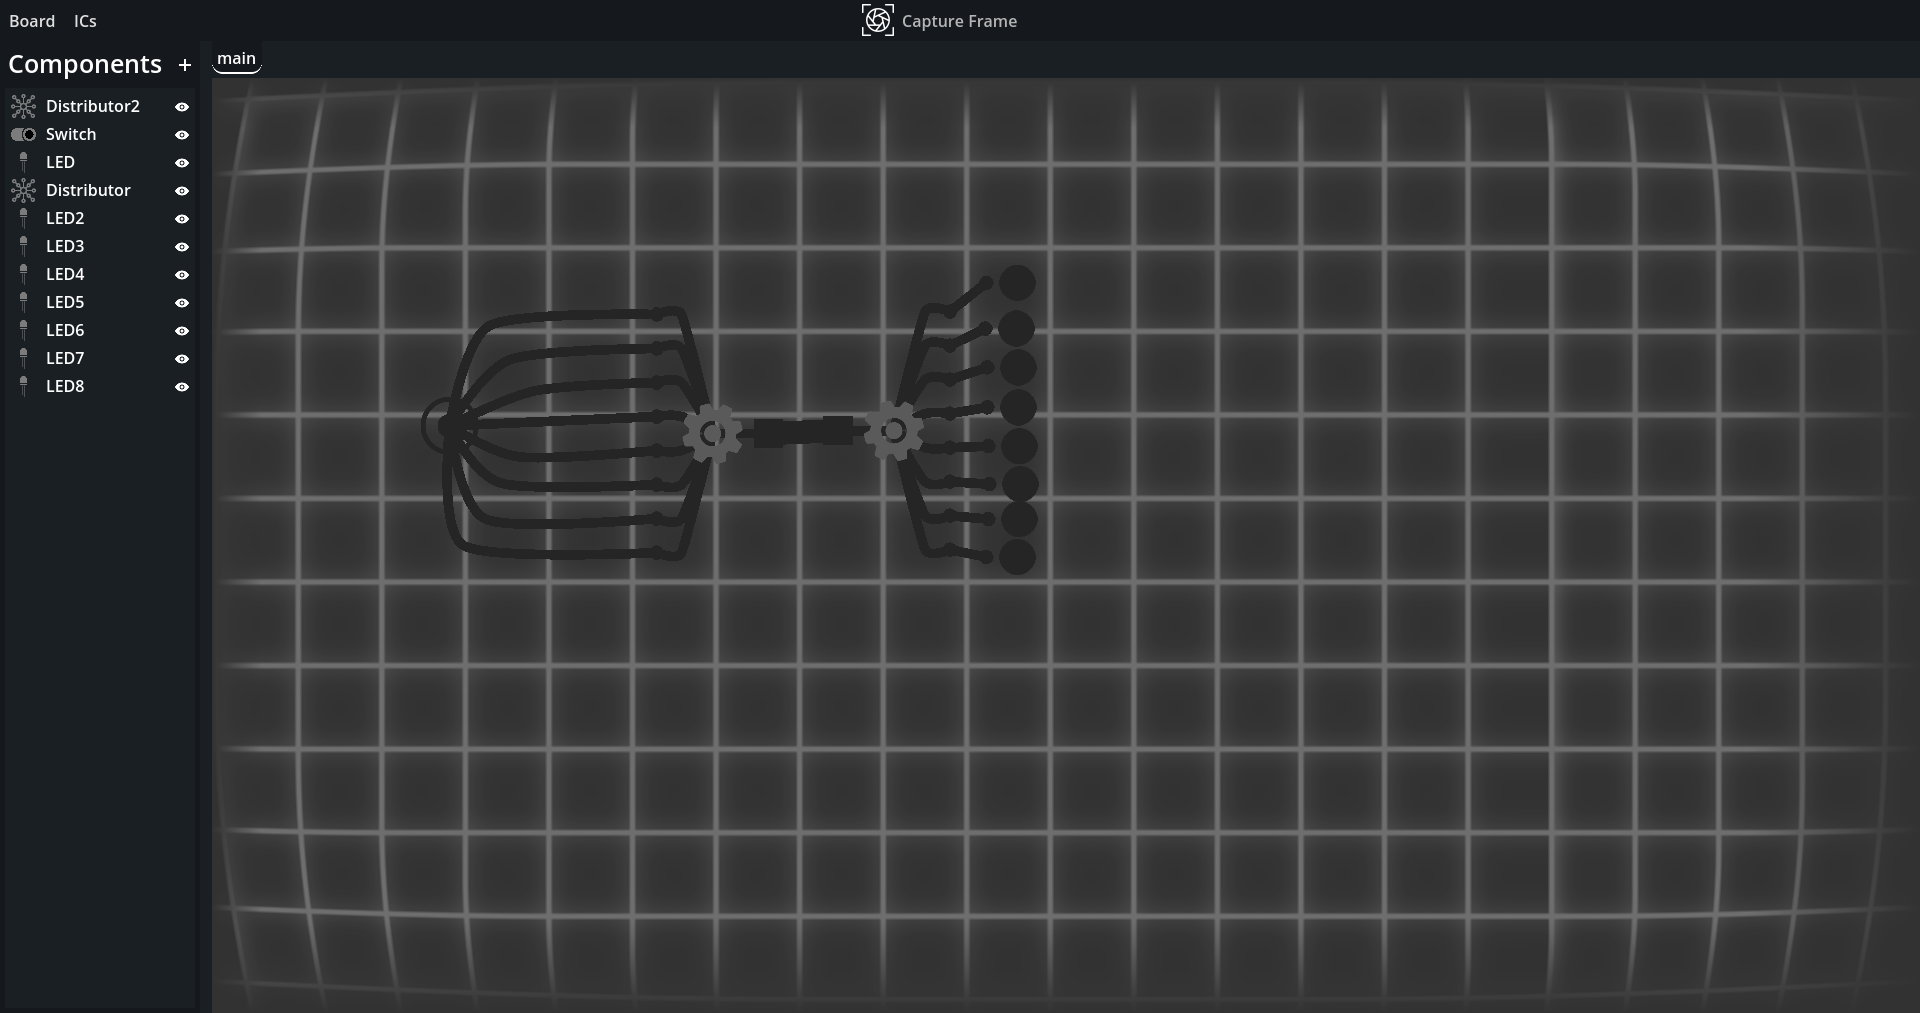 Board ICs
Capture Frame
Components +
main
Distributor2
Switch
LED
Distributor
LED2
LED3
LED4
LED5
LED6
LED7
LED8